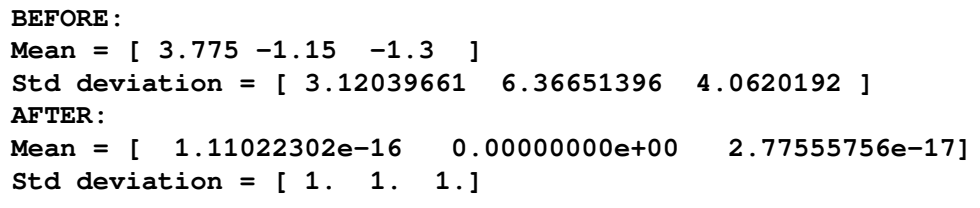 BEFORE:
Mean = [ 3.775 -1.15  -1.3  ]
Std deviation = [ 3.12039661  6.36651396  4.0620192 ]
AFTER:
Mean = [  1.11022302e-16   0.00000000e+00   2.77555756e-17]
Std deviation = [ 1.  1.  1.]